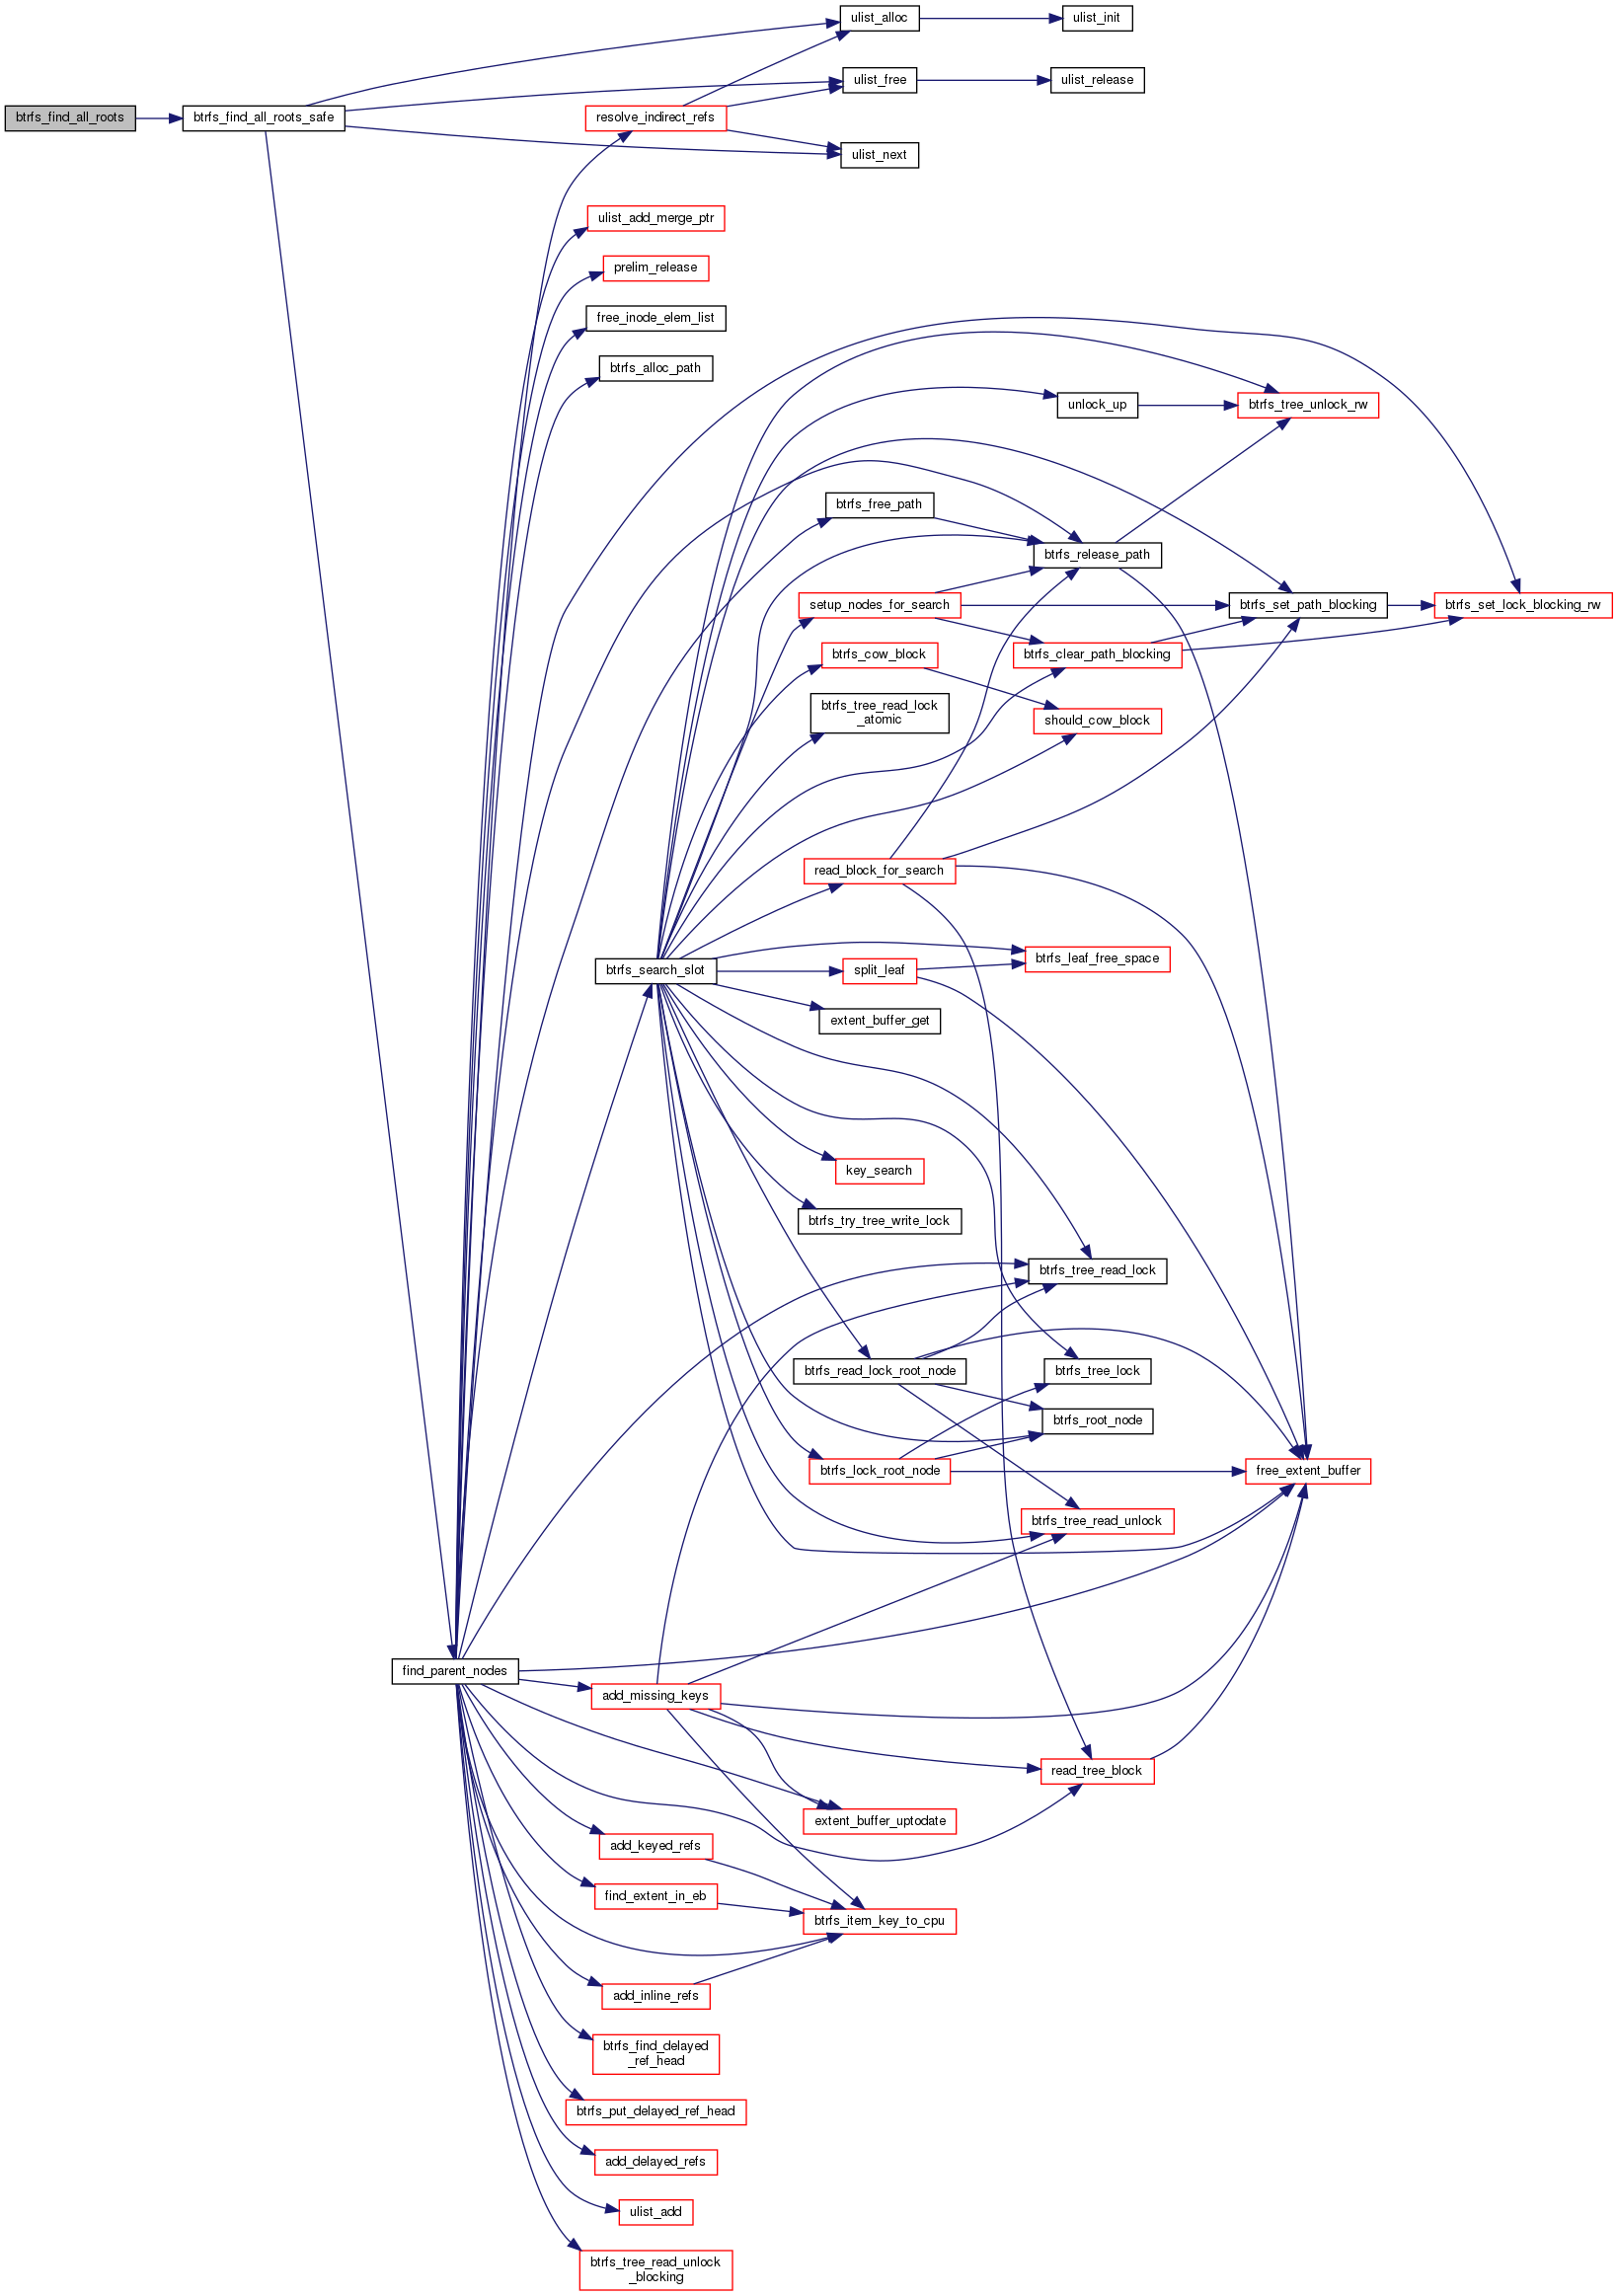 ulist_alloc
ulist_init
ulist_free
ulist_release
btrfs_find_all_roots
btrfs_find_all_roots_safe
resolve_indirect_refs
ulist_next
ulist_add_merge_ptr
prelim_release
free_inode_elem_list
btrfs_alloc_path
unlock_up
btrfs_tree_unlock_rw
btrfs_free_path
btrfs_release_path
setup_nodes_for_search
btrfs_set_path_blocking
btrfs_set_lock_blocking_rw
btrfs_cow_block
btrfs_clear_path_blocking
btrfs_tree_read_lock
_atomic
should_cow_block
read_block_for_search
btrfs_leaf_free_space
btrfs_search_slot
split_leaf
extent_buffer_get
key_search
btrfs_try_tree_write_lock
btrfs_tree_read_lock
btrfs_read_lock_root_node
btrfs_tree_lock
btrfs_root_node
btrfs_lock_root_node
free_extent_buffer
btrfs_tree_read_unlock
find_parent_nodes
add_missing_keys
read_tree_block
extent_buffer_uptodate
add_keyed_refs
find_extent_in_eb
btrfs_item_key_to_cpu
add_inline_refs
btrfs_find_delayed
_ref_head
btrfs_put_delayed_ref_head
add_delayed_refs
ulist_add
btrfs_tree_read_unlock
_blocking